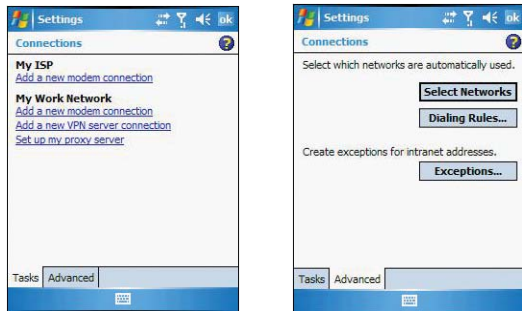 Settings ok
Connections
My ISP
Add a new modem connection
My Work Network
Add a new modem connection
Add a new VPN server connection
Set up my proxy server
Tasks Advanced
Settings ok
Connections
Select which networks are automatically used.
Select Networks
Dialing Rules...
Create exceptions for intranet addresses.
Exceptions...
Tasks Advanced